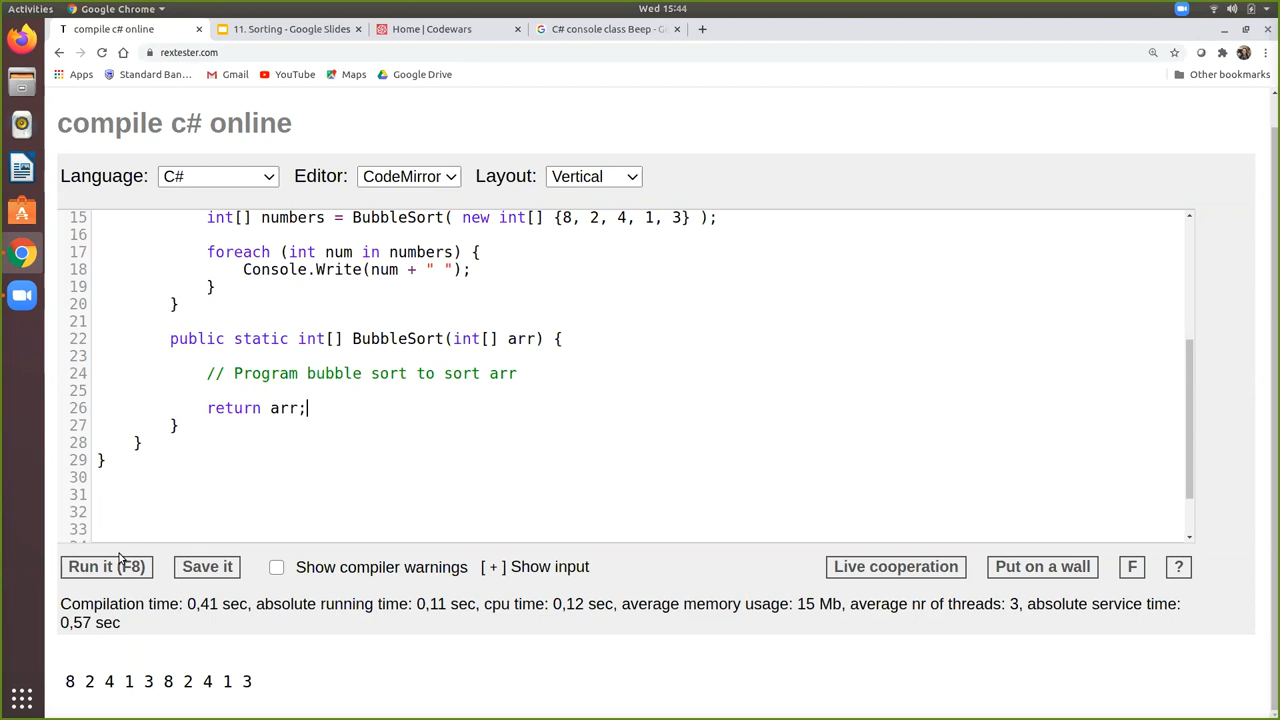 Activities Google Chrome Wed 15:44
T compile c# online 11. Sorting - Google Slides Home | Codewars C# console class Beep - Go
rextester.com
Apps Standard Ban... Gmail YouTube Maps Google Drive Other bookmarks
compile c# online
Language: C# Editor: CodeMirror Layout: Vertical
15 int[] numbers = BubbleSort( new int[] {8, 2, 4, 1, 3} );
16
17 foreach (int num in numbers) {
18 Console.Write(num + " ");
19 }
20 }
21
22 public static int[] BubbleSort(int[] arr) {
23
24 // Program bubble sort to sort arr
25
26 return arr;
27 }
28 }
29 }
30
31
32
33
Run it (F8) Save it Show compiler warnings [ + ] Show input Live cooperation Put on a wall F ?
Compilation time: 0,41 sec, absolute running time: 0,11 sec, cpu time: 0,12 sec, average memory usage: 15 Mb, average nr of threads: 3, absolute service time:
0,57 sec
8 2 4 1 3 8 2 4 1 3